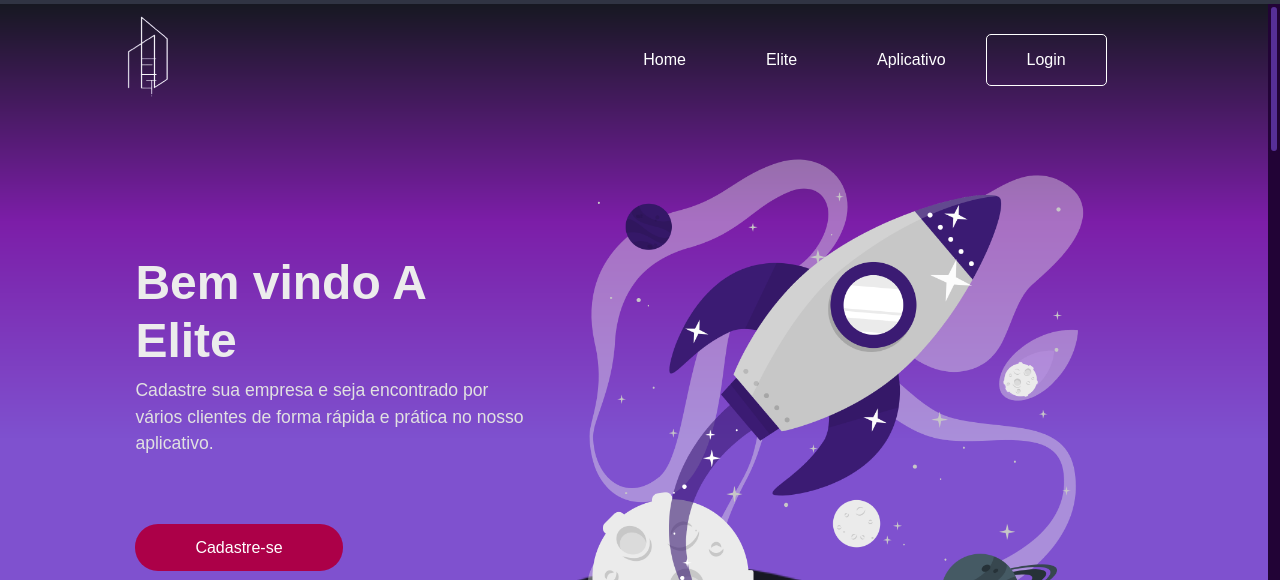 Home
Elite
Aplicativo
Login
Bem vindo A
Elite
Cadastre sua empresa e seja encontrado por
vários clientes de forma rápida e prática no nosso
aplicativo.
Cadastre-se